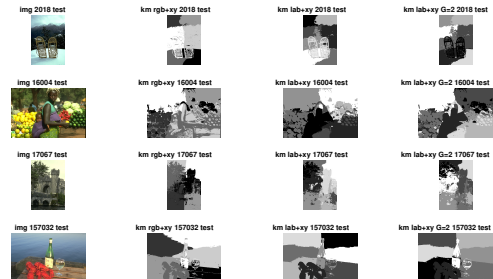 img 2018 test
km rgb+xy 2018 test
km lab+xy 2018 test
km lab+xy G=2 2018 test
img 16004 test
km rgb+xy 16004 test
km lab+xy 16004 test
km lab+xy G=2 16004 test
img 17067 test
km rgb+xy 17067 test
km lab+xy 17067 test
km lab+xy G=2 17067 test
img 157032 test
km rgb+xy 157032 test
km lab+xy 157032 test
km lab+xy G=2 157032 test